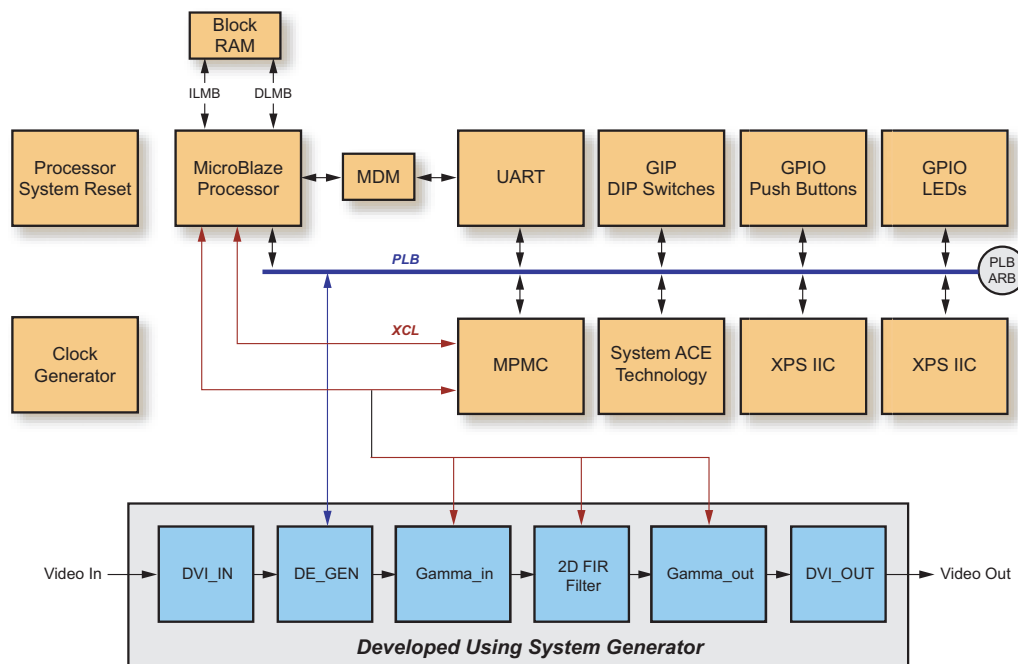 Block
RAM
ILMB
DLMB
Processor
System Reset
MicroBlaze
Processor
MDM
UART
GIP
DIP Switches
GPIO
Push Buttons
GPIO
LEDs
PLB
PLB
ARB
XCL
Clock
Generator
MPMC
System ACE
Technology
XPS IIC
XPS IIC
Video In
DVI_IN
DE_GEN
Gamma_in
2D FIR
Filter
Gamma_out
DVI_OUT
Video Out
Developed Using System Generator